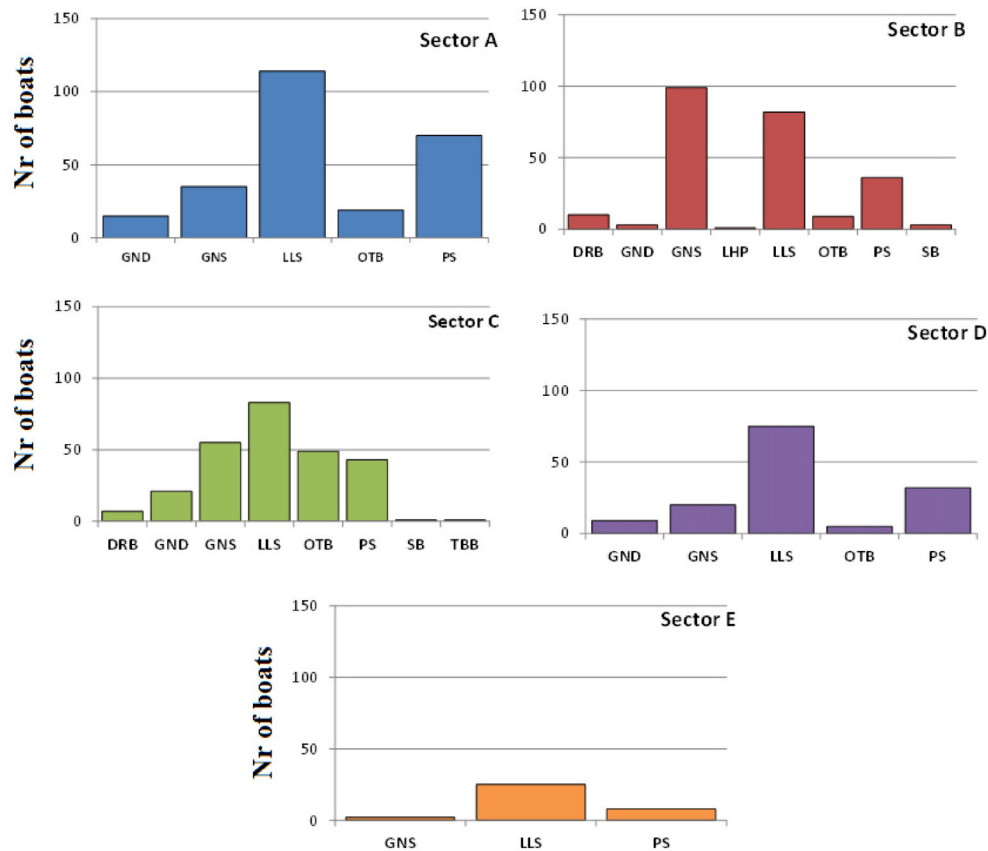 Sector A
Nr of boats
150
100
50
0
GND GNS LLS OTB PS
Sector B
150
100
50
0
DRB GND GNS LHP LLS OTB PS SB
Sector C
Nr of boats
150
100
50
0
DRB GND GNS LLS OTB PS SB TBB
Sector D
150
100
50
0
GND GNS LLS OTB PS
Sector E
Nr of boats
150
100
50
0
GNS LLS PS